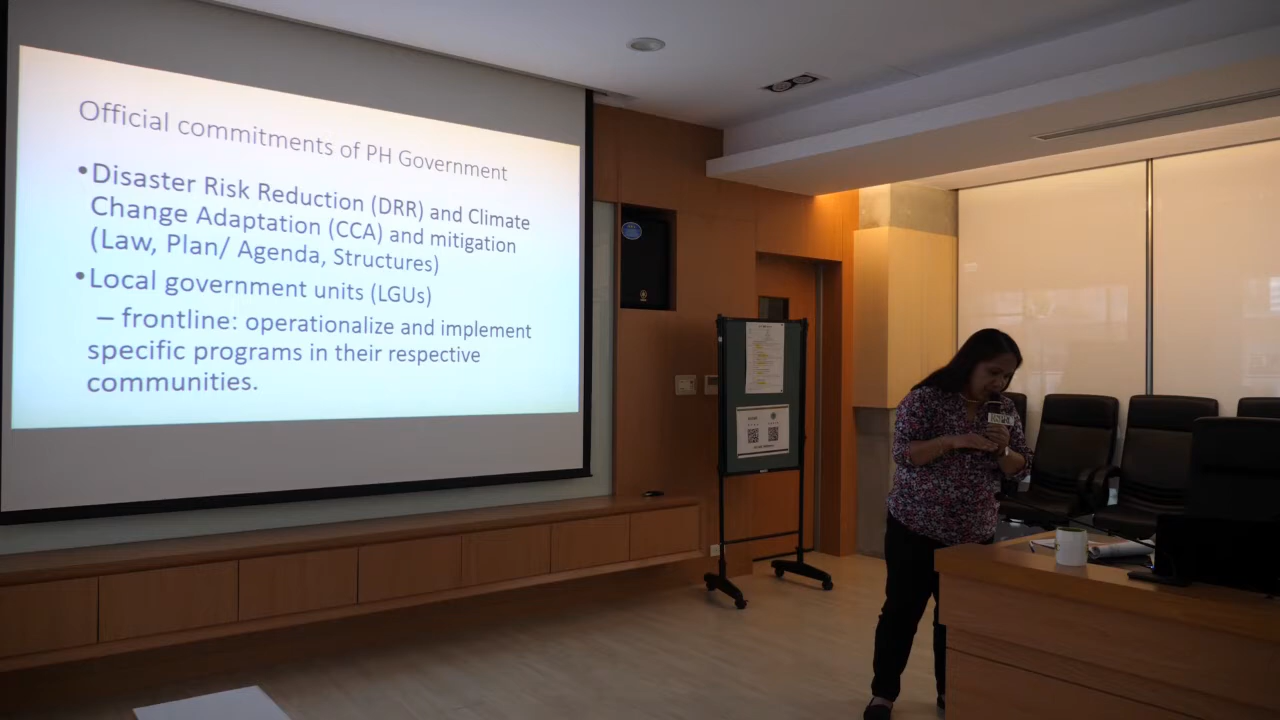 Official commitments of PH Government
•Disaster Risk Reduction (DRR) and Climate
Change Adaptation (CCA) and mitigation
(Law, Plan/ Agenda, Structures)
•Local government units (LGUs)
– frontline: operationalize and implement
specific programs in their respective
communities.